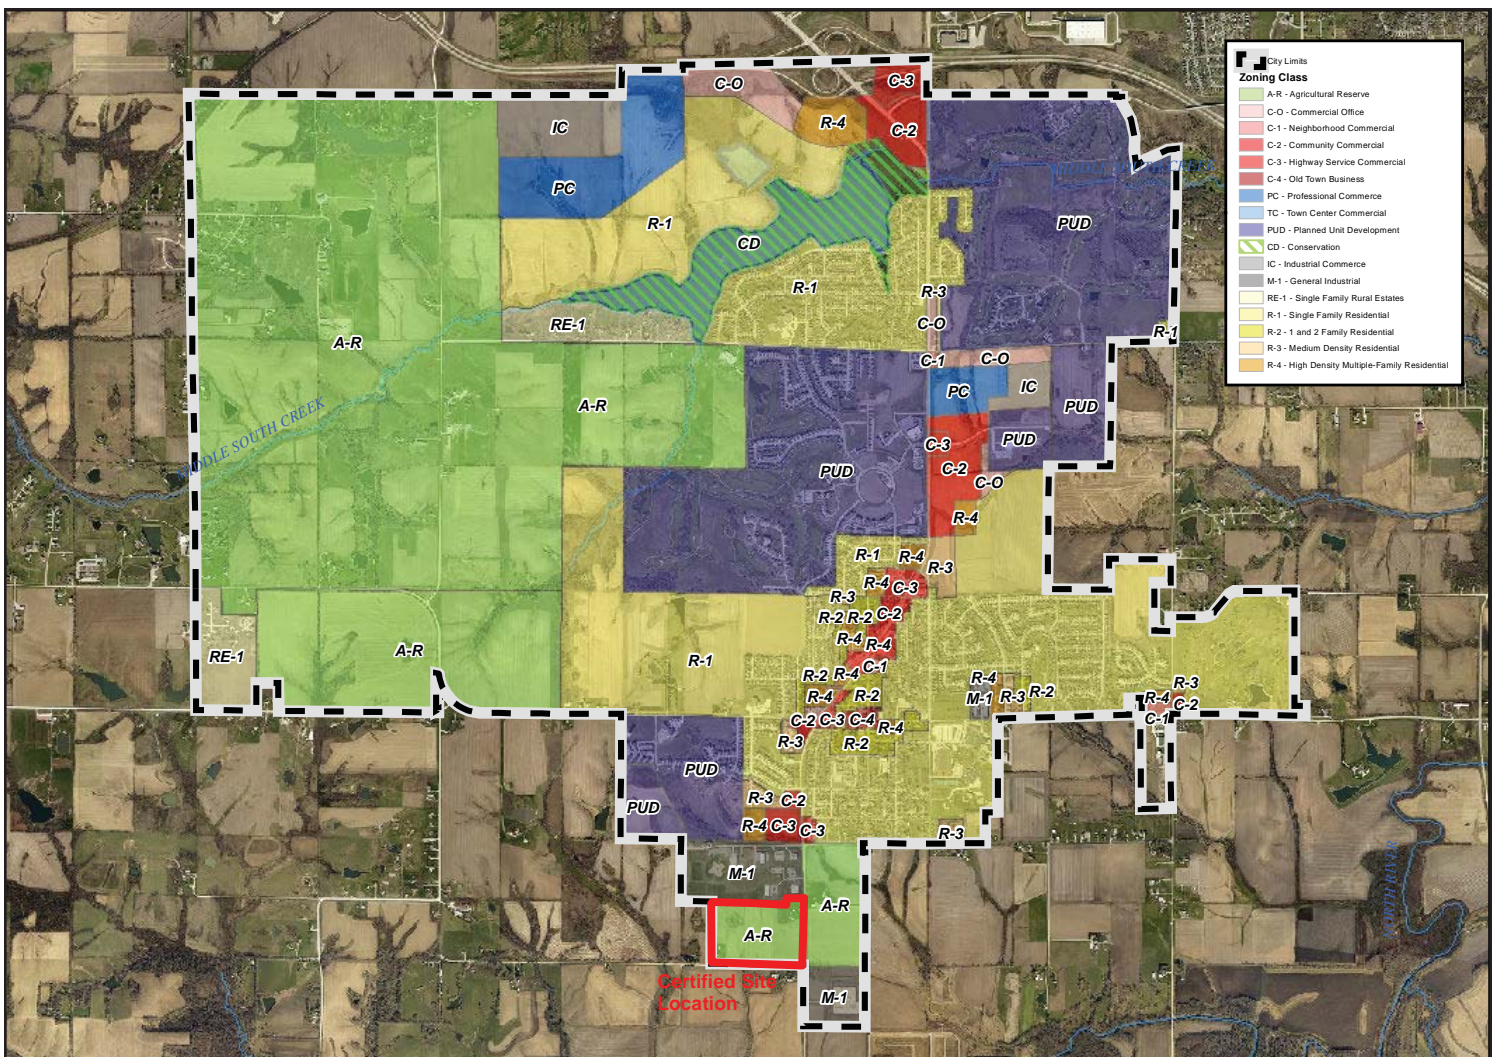 City Limits
Zoning Class
A-R - Agricultural Reserve
C-O - Commercial Office
C-1 - Neighborhood Commercial
C-2 - Community Commercial
C-3 - Highway Service Commercial
C-4 - Old Town Business
PC - Professional Commerce
TC - Town Center Commercial
PUD - Planned Unit Development
CD - Conservation
IC - Industrial Commerce
M-1 - General Industrial
RE-1 - Single Family Rural Estates
R-1 - Single Family Residential
R-2 - 1 and 2 Family Residential
R-3 - Medium Density Residential
R-4 - High Density Multiple-Family Residential
C-O
C-3
IC
R-4
C-2
PC
R-1
CD
PUD
R-1
R-3
RE-1
C-O
R-1
A-R
C-1
C-O
PC
IC
A-R
PUD
MIDDLE SOUTH CREEK
C-3
PUD
PUD
C-2
C-O
R-4
R-1
R-4
R-3
R-4
C-3
R-3
R-2
R-2
C-2
R-4
R-4
A-R
RE-1
R-1
C-1
R-2
R-4
R-4
R-2
R-4
M-1
R-3
R-2
R-3
R-4
C-2
C-1
C-2
C-3
C-4
R-4
R-3
R-2
PUD
PUD
R-3
C-2
R-4
C-3
C-3
R-3
M-1
A-R
A-R
NORTH RIVER
Certified Site
Location
M-1